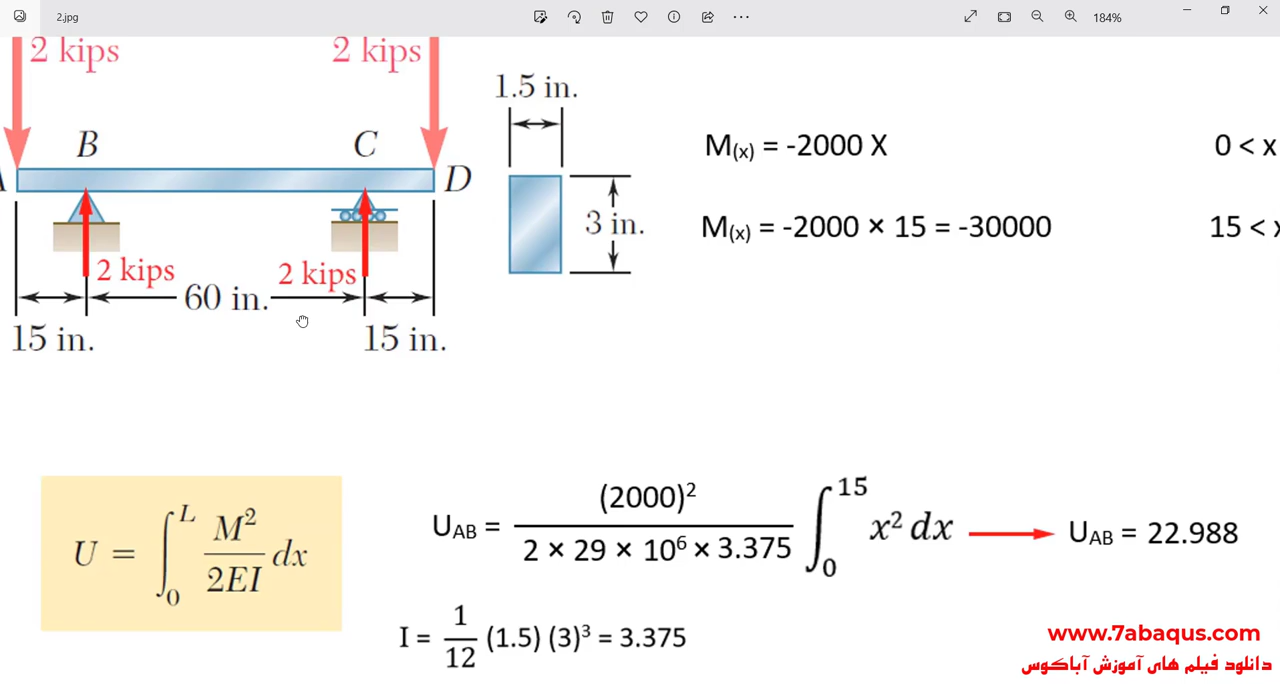 2.jpg
184%
2 kips 2 kips
1.5 in.
B C
A D
3 in.
2 kips 2 kips
60 in.
15 in. 15 in.
M(x) = -2000 X 0 < x
M(x) = -2000 × 15 = -30000 15 <
U = ∫₀ᴸ M²/2EI dx
U_AB = (2000)² / 2 × 29 × 10⁶ × 3.375 ∫₀¹⁵ x² dx → U_AB = 22.988
I = 1/12 (1.5) (3)³ = 3.375
www.7abaqus.com
دانلود فیلم های آموزش آباکوس